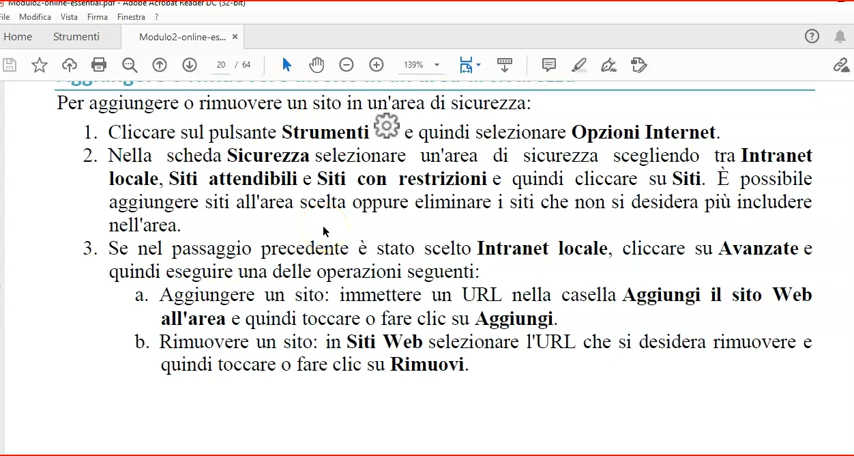 Modulo2-online-essential.pdf - Adobe Acrobat Reader DC (32-bit)
File Modifica Vista Firma Finestra ?
Home Strumenti Modulo2-online-es... × ?
20 / 64 139%
Per aggiungere o rimuovere un sito in un'area di sicurezza:
1. Cliccare sul pulsante Strumenti e quindi selezionare Opzioni Internet.
2. Nella scheda Sicurezza selezionare un'area di sicurezza scegliendo tra Intranet
locale, Siti attendibili e Siti con restrizioni e quindi cliccare su Siti. È possibile
aggiungere siti all'area scelta oppure eliminare i siti che non si desidera più includere
nell'area.
3. Se nel passaggio precedente è stato scelto Intranet locale, cliccare su Avanzate e
quindi eseguire una delle operazioni seguenti:
a. Aggiungere un sito: immettere un URL nella casella Aggiungi il sito Web
all'area e quindi toccare o fare clic su Aggiungi.
b. Rimuovere un sito: in Siti Web selezionare l'URL che si desidera rimuovere e
quindi toccare o fare clic su Rimuovi.